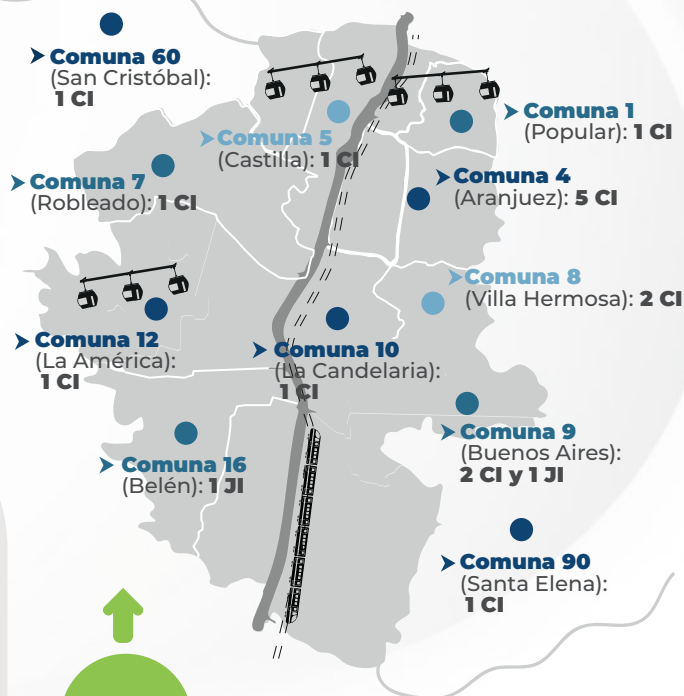 Comuna 60
(San Cristóbal):
1 CI
Comuna 5
(Castilla): 1 CI
Comuna 1
(Popular): 1 CI
Comuna 7
(Robleado): 1 CI
Comuna 4
(Aranjuez): 5 CI
Comuna 8
(Villa Hermosa): 2 CI
Comuna 12
(La América):
1 CI
Comuna 10
(La Candelaria):
1 CI
Comuna 9
(Buenos Aires):
2 CI y 1 JI
Comuna 16
(Belén): 1 JI
Comuna 90
(Santa Elena):
1 CI